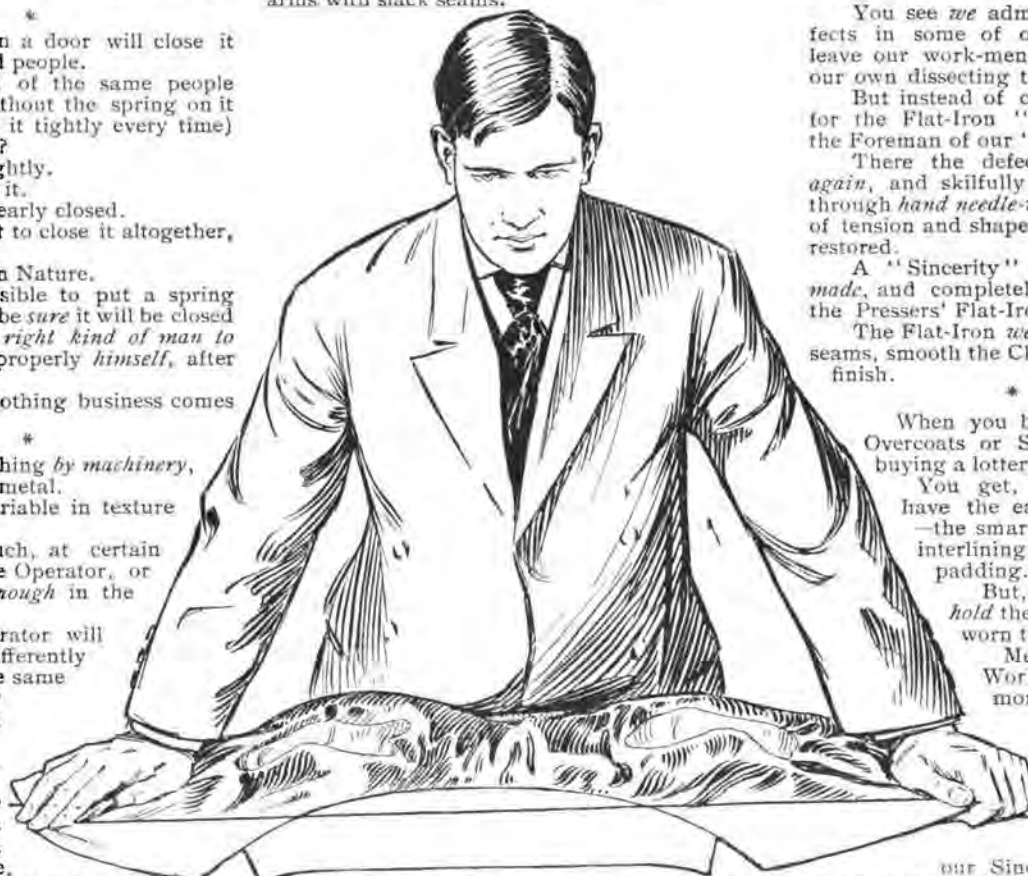 arms with slack seams.
*
n a door will close it
l people.
of the same people
ithout the spring on it
it tightly every time)
?
ghtly.
it.
early closed.
t to close it altogether,
n Nature.
sible to put a spring
be sure it will be closed
right kind of man to
properly himself, after
othing business comes
*
hing by machinery,
metal.
riable in texture
ch, at certain
e Operator, or
nough in the
rator will
fferently
e same
e.
You see we adm
fects in some of o
leave our work-men
our own dissecting t
But instead of c
for the Flat-Iron "
the Foreman of our '
There the defec
again, and skilfully
through hand needle-
of tension and shape
restored.
A "Sincerity"
made, and completel
the Pressers' Flat-Iro
The Flat-Iron we
seams, smooth the Cl
finish.
*
When you b
Overcoats or S
buying a lotter
You get,
have the ea
—the smar
interlining
padding.
But,
hold the
worn t
Me
Wor
mor
our Sinc